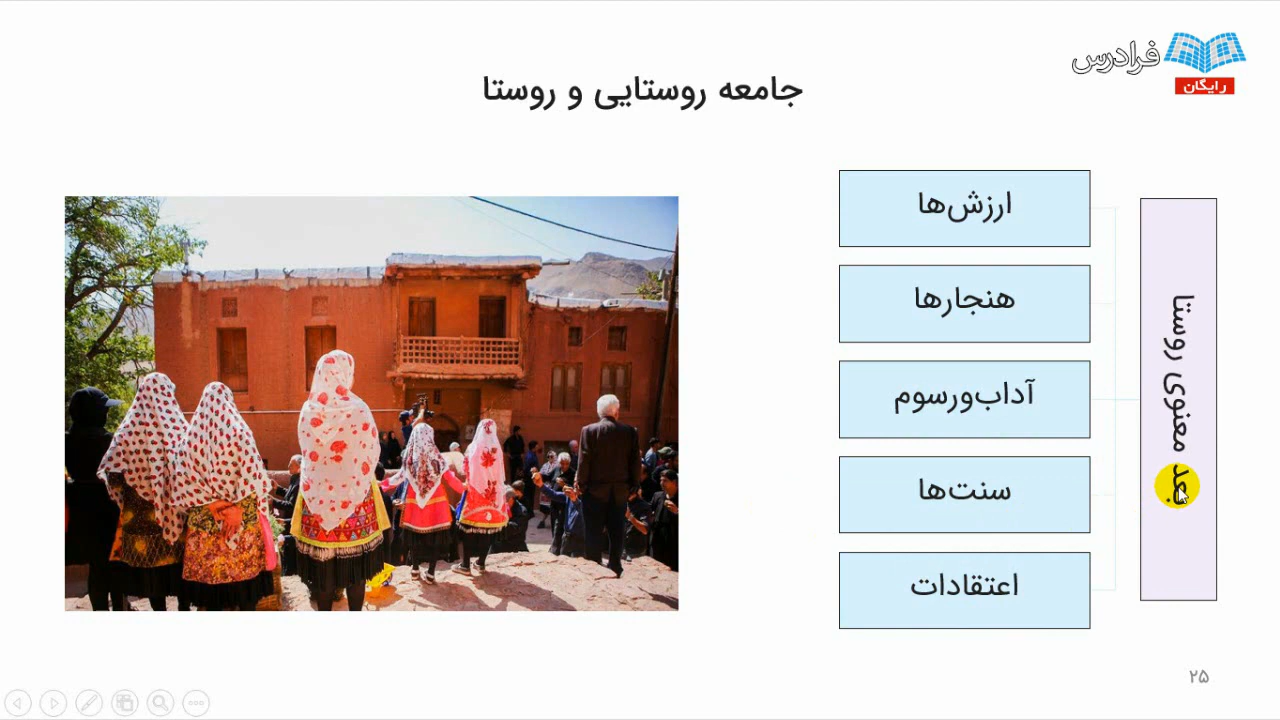 فرادرس
رایگان
جامعه روستایی و روستا
بعد معنوی روستا
ارزش‌ها
هنجارها
آداب‌ورسوم
سنت‌ها
اعتقادات
۲۵